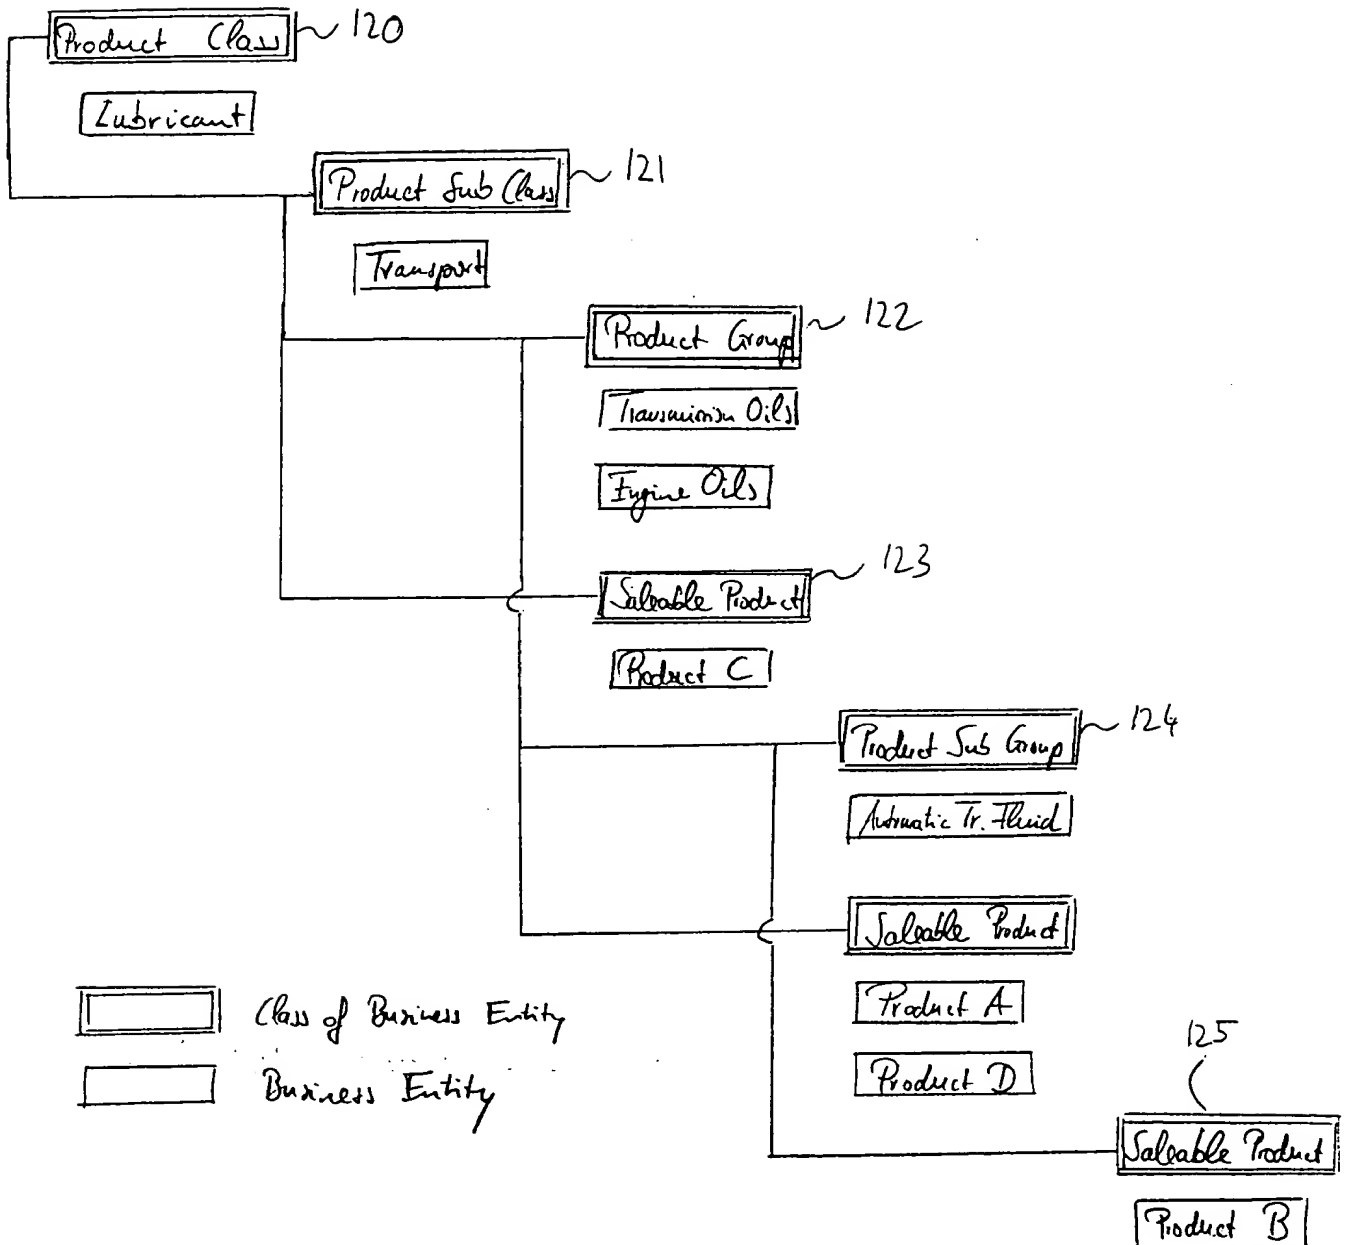 Product Class 120
Lubricant
Product Sub Class 121
Transport
Product Group 122
Transmission Oils
Engine Oils
Saleable Product 123
Product C
Product Sub Group 124
Automatic Tr. Fluid
Saleable Product
Product A
Class of Business Entity
125
Product D
Business Entity
Saleable Product
Product B